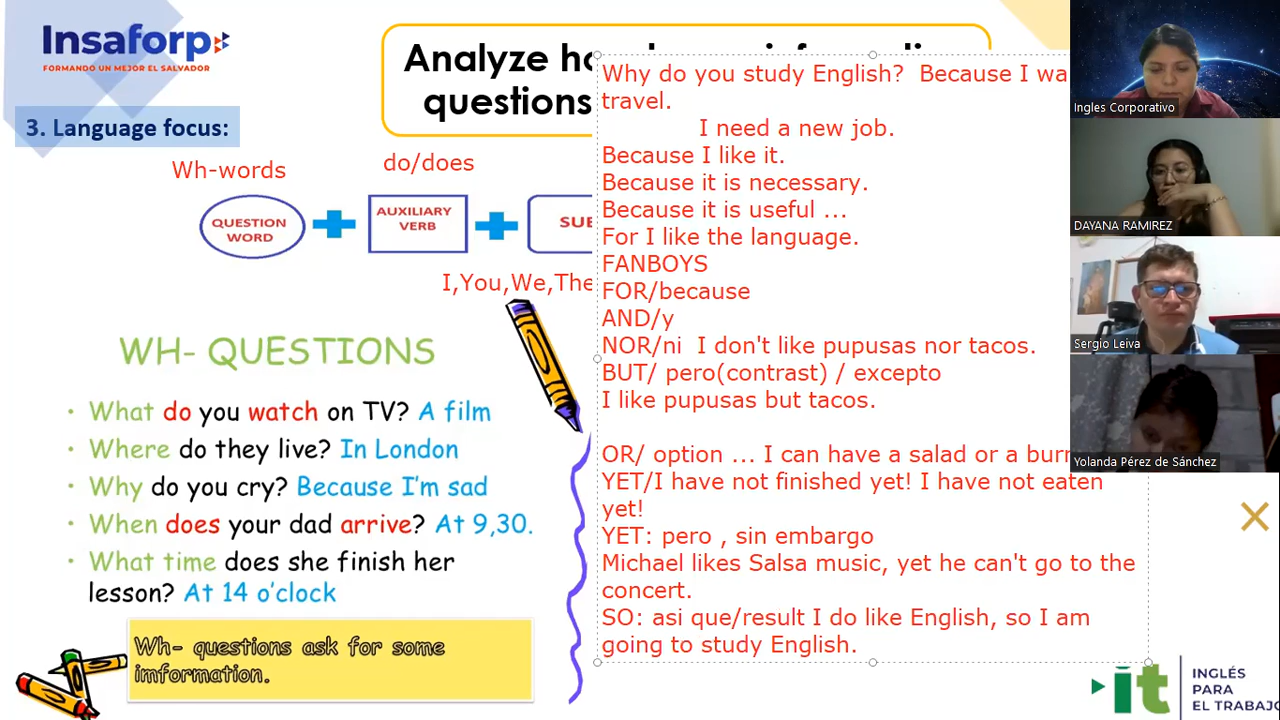 Insaforp
FORMANDO UN MEJOR EL SALVADOR
3. Language focus:
Analyze
questions
Wh-words
do/does
QUESTION
WORD
AUXILIARY
VERB
I,You,We,The
WH- QUESTIONS
• What do you watch on TV? A film
• Where do they live? In London
• Why do you cry? Because I'm sad
• When does your dad arrive? At 9,30.
• What time does she finish her
lesson? At 14 o'clock
Wh- questions ask for some
imformation.
Why do you study English? Because I wa
travel.
I need a new job.
Because I like it.
Because it is necessary.
Because it is useful ...
For I like the language.
FANBOYS
FOR/because
AND/y
NOR/ni I don't like pupusas nor tacos.
BUT/ pero(contrast) / excepto
I like pupusas but tacos.
OR/ option ... I can have a salad or a
YET/I have not finished yet! I have not eaten
yet!
YET: pero , sin embargo
Michael likes Salsa music, yet he can't go to the
concert.
SO: asi que/result I do like English, so I am
going to study English.
Ingles Corporativo
DAYANA RAMIREZ
Sergio Leiva
Yolanda Pérez de Sánchez
it
INGLÉS
PARA
EL TRABAJO